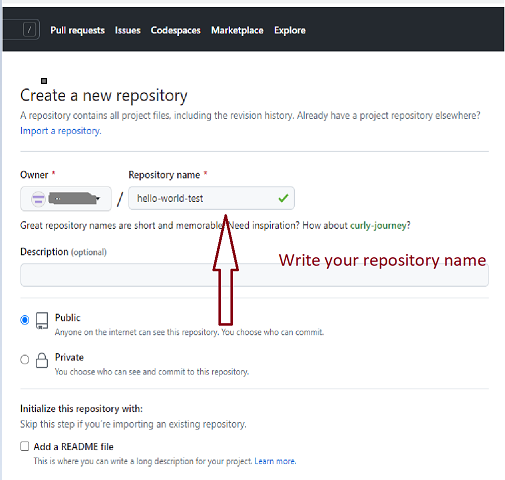 / Pull requests Issues Codespaces Marketplace Explore
Create a new repository
A repository contains all project files, including the revision history. Already have a project repository elsewhere?
Import a repository.
Owner * Repository name *
/ hello-world-test
Great repository names are short and memorable. Need inspiration? How about curly-journey?
Description (optional)
Write your repository name
Public
Anyone on the internet can see this repository. You choose who can commit.
Private
You choose who can see and commit to this repository.
Initialize this repository with:
Skip this step if you're importing an existing repository.
Add a README file
This is where you can write a long description for your project. Learn more.